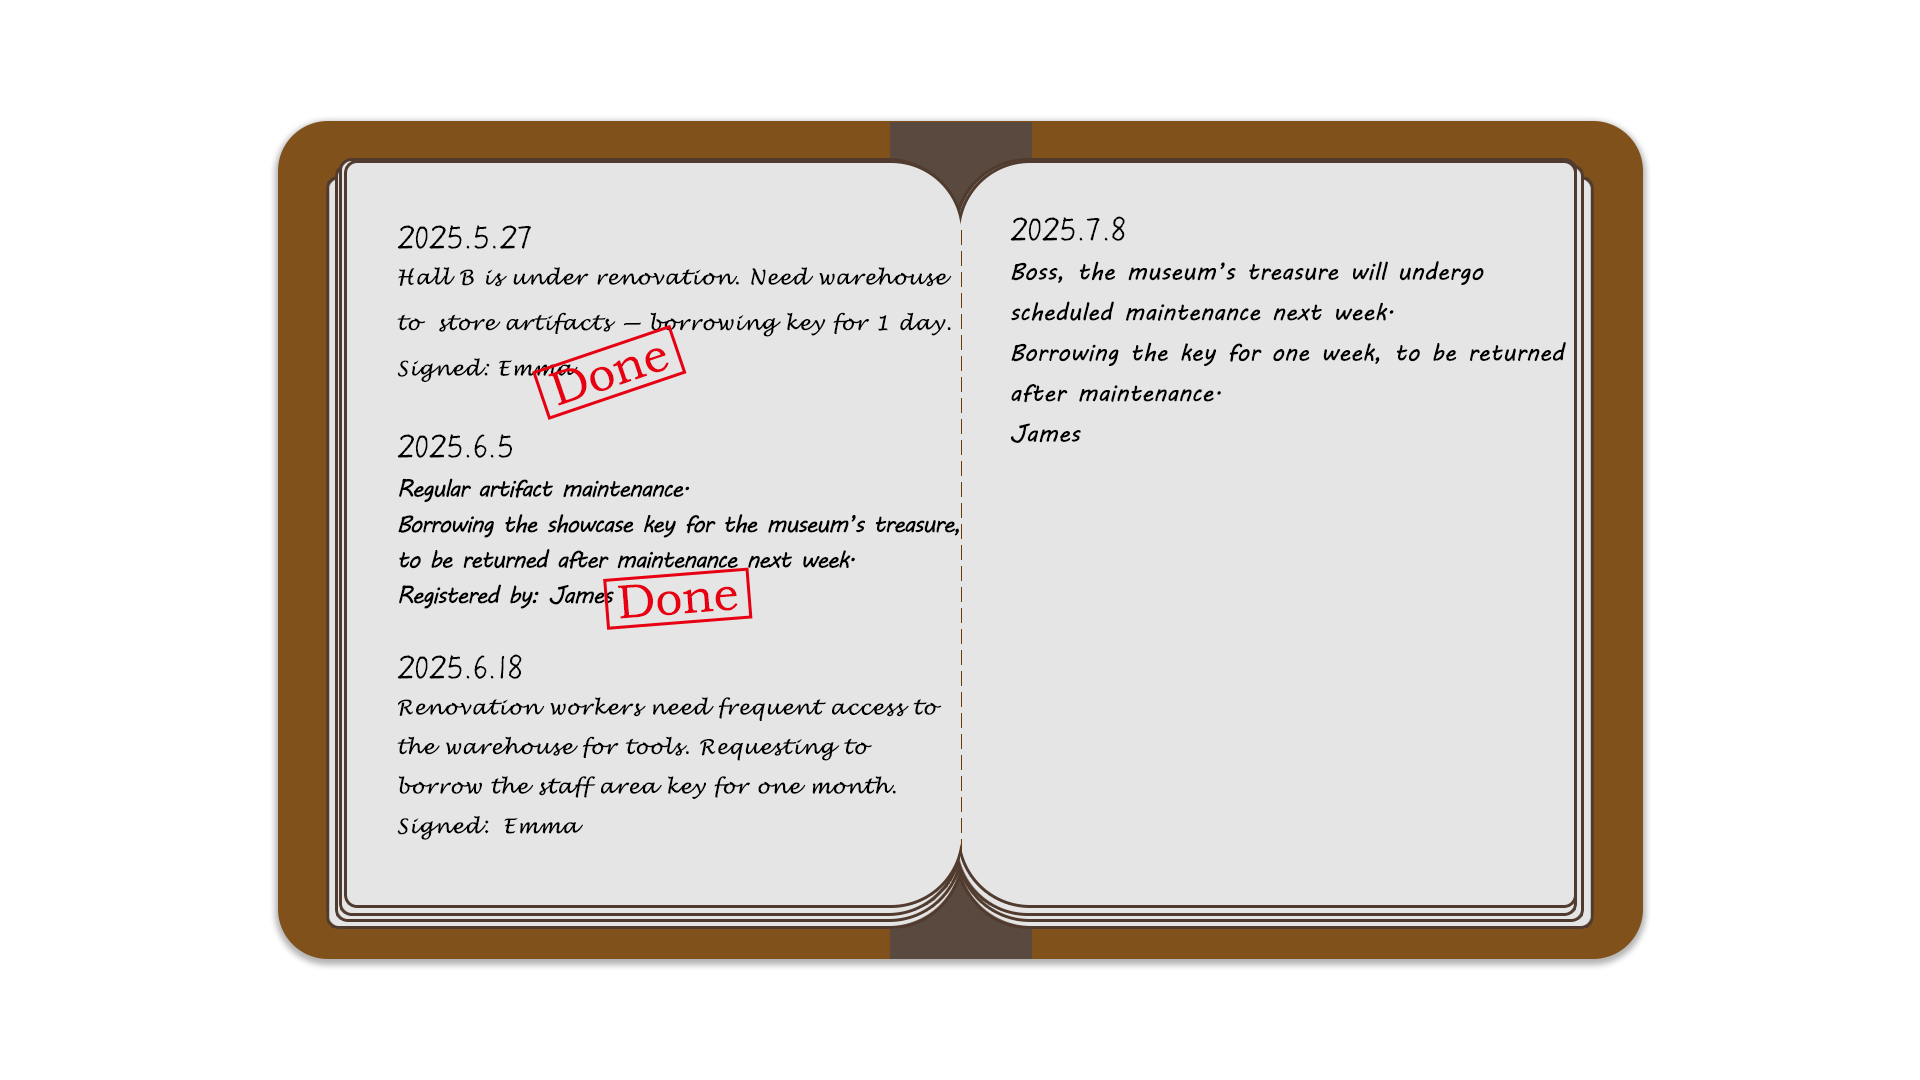 2025.5.27
Hall B is under renovation. Need warehouse
to store artifacts — borrowing key for 1 day.
Signed: Emma
Done
2025.6.5
Regular artifact maintenance.
Borrowing the showcase key for the museum's treasure,
to be returned after maintenance next week.
Registered by: James
Done
2025.6.18
Renovation workers need frequent access to
the warehouse for tools. Requesting to
borrow the staff area key for one month.
Signed: Emma
2025.7.8
Boss, the museum's treasure will undergo
scheduled maintenance next week.
Borrowing the key for one week, to be returned
after maintenance.
James